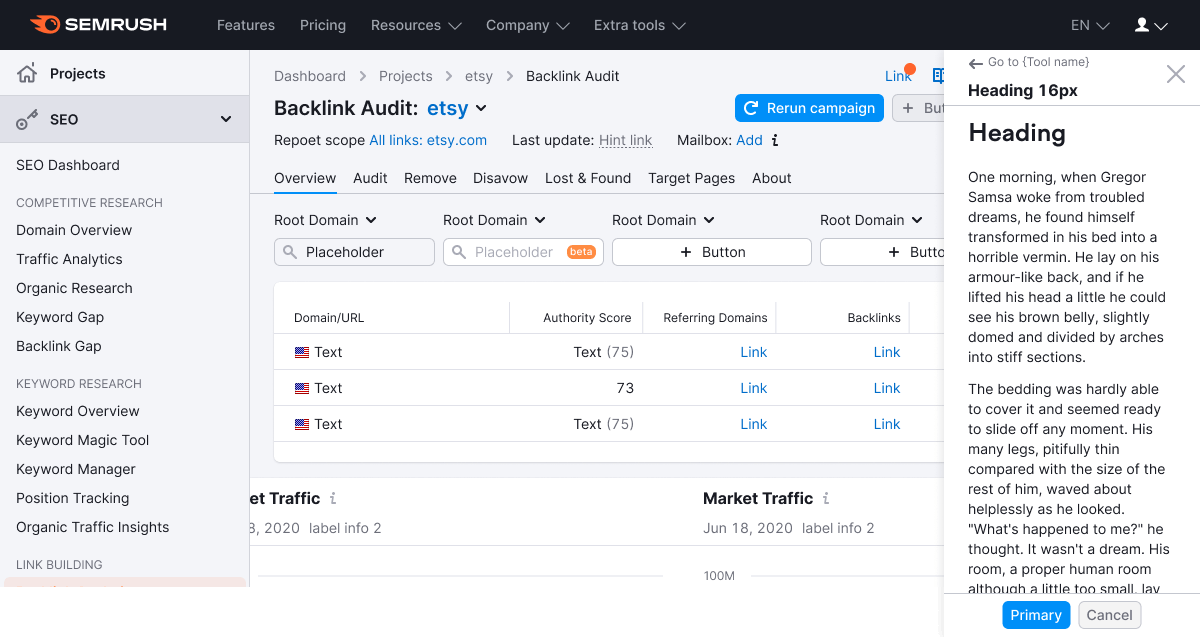 SEMRUSH
Features Pricing Resources Company Extra tools EN
Projects
SEO
SEO Dashboard
COMPETITIVE RESEARCH
Domain Overview
Traffic Analytics
Organic Research
Keyword Gap
Backlink Gap
KEYWORD RESEARCH
Keyword Overview
Keyword Magic Tool
Keyword Manager
Position Tracking
Organic Traffic Insights
LINK BUILDING
Dashboard > Projects > etsy > Backlink Audit
Link
Backlink Audit: etsy
Rerun campaign
+ But
Repoet scope All links: etsy.com Last update: Hint link Mailbox: Add i
Overview Audit Remove Disavow Lost & Found Target Pages About
Root Domain Root Domain Root Domain Root Domain
Placeholder Placeholder beta + Button + Butto
Domain/URL Authority Score Referring Domains Backlinks
Text Text (75) Link Link
Text 73 Link Link
Text Text (75) Link Link
et Traffic i Market Traffic i
8, 2020 label info 2 Jun 18, 2020 label info 2
100M
Go to {Tool name}
Heading 16px
Heading
One morning, when Gregor
Samsa woke from troubled
dreams, he found himself
transformed in his bed into a
horrible vermin. He lay on his
armour-like back, and if he
lifted his head a little he could
see his brown belly, slightly
domed and divided by arches
into stiff sections.
The bedding was hardly able
to cover it and seemed ready
to slide off any moment. His
many legs, pitifully thin
compared with the size of the
rest of him, waved about
helplessly as he looked.
"What's happened to me?" he
thought. It wasn't a dream. His
room, a proper human room
although a little too small, lay
Primary Cancel